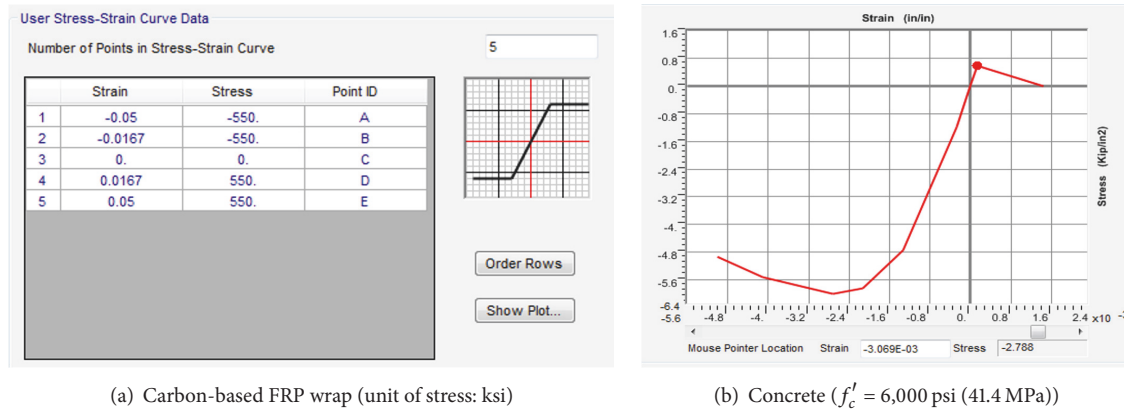 User Stress-Strain Curve Data
Number of Points in Stress-Strain Curve 5
Strain Stress Point ID
1 -0.05 -550. A
2 -0.0167 -550. B
3 0. 0. C
4 0.0167 550. D
5 0.05 550. E
Order Rows
Show Plot...
(a) Carbon-based FRP wrap (unit of stress: ksi)
Strain (in/in)
1.6
0.8
0.
-0.8
-1.6
-2.4
-3.2
-4.
-4.8
-5.6
-6.4
-5.6 -4.8 -4. -3.2 -2.4 -1.6 -0.8 0. 0.8 1.6 2.4 x10
Stress (Kip/in2)
Mouse Pointer Location Strain -3.069E-03 Stress -2.788
(b) Concrete (f′c = 6,000 psi (41.4 MPa))